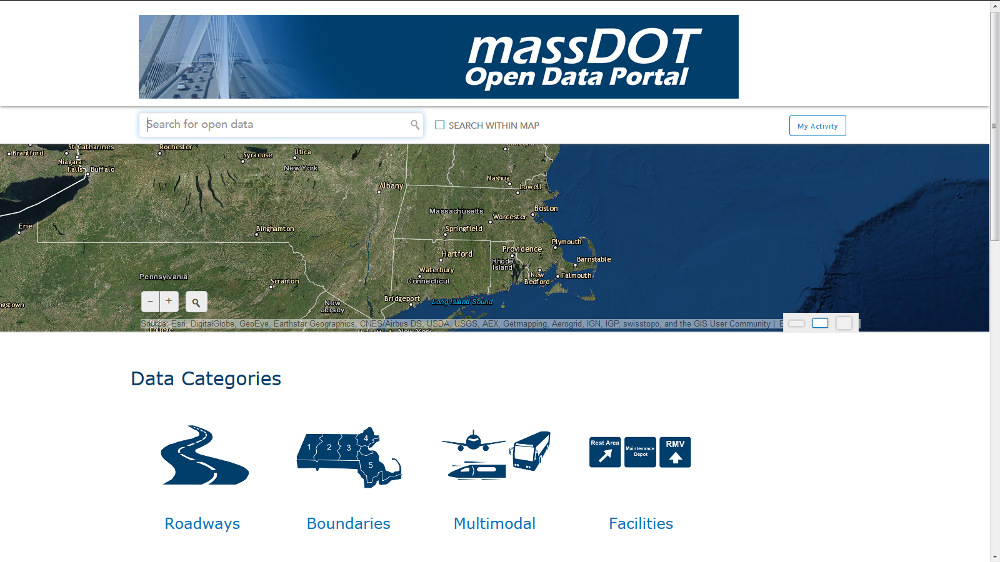 massDOT
Open Data Portal
Search for open data
SEARCH WITHIN MAP
My Activity
St Catharines
Rochester
Brantford
Syracuse
Utica
Niagara
Falls
Buffalo
New York
Albany
Nashua
Lowell
Massachusetts
Boston
Worcester
Erie
Binghamton
Springfield
Plymouth
Hartford
Providence
Rhode
Island
Barnstable
Waterbury
New
Bedford
Falmouth
Pennsylvania
Connecticut
Scranton
Bridgeport
Long Island Sound
New
Jersey
− +
State
College
Esri, DigitalGlobe, GeoEye, Earthstar Geographics, CNES/Airbus DS, USDA, USGS, AEX, Getmapping, Aerogrid, IGN, IGP, swisstopo, and the GIS User Community |
Data Categories
1 2 3 4 5
Rest Area
Maintenance
Depot
RMV
Roadways
Boundaries
Multimodal
Facilities